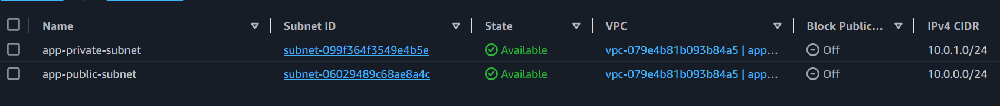 Name Subnet ID State VPC Block Public... IPv4 CIDR
app-private-subnet subnet-099f364f3549e4b5e Available vpc-079e4b81b093b84a5 | app... Off 10.0.1.0/24
app-public-subnet subnet-06029489c68ae8a4c Available vpc-079e4b81b093b84a5 | app... Off 10.0.0.0/24